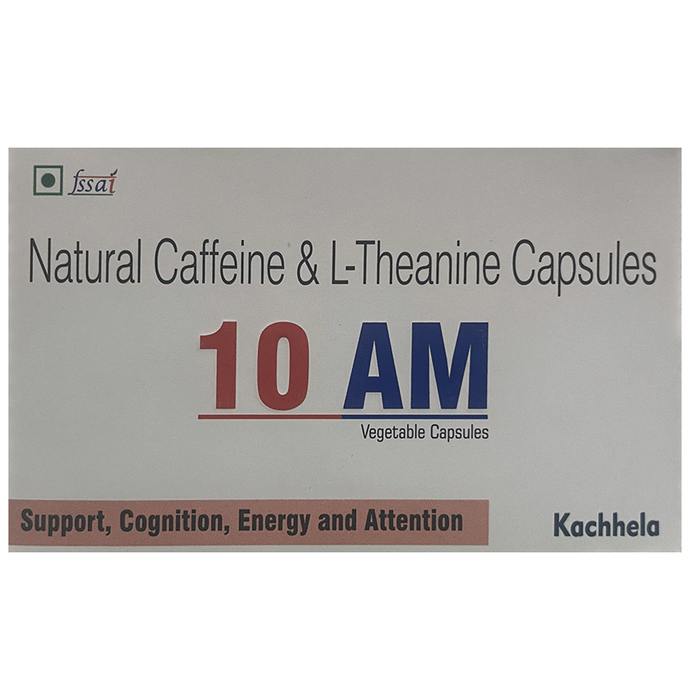 fssai
Natural Caffeine & L-Theanine Capsules
10 AM
Vegetable Capsules
Support, Cognition, Energy and Attention
Kachhela